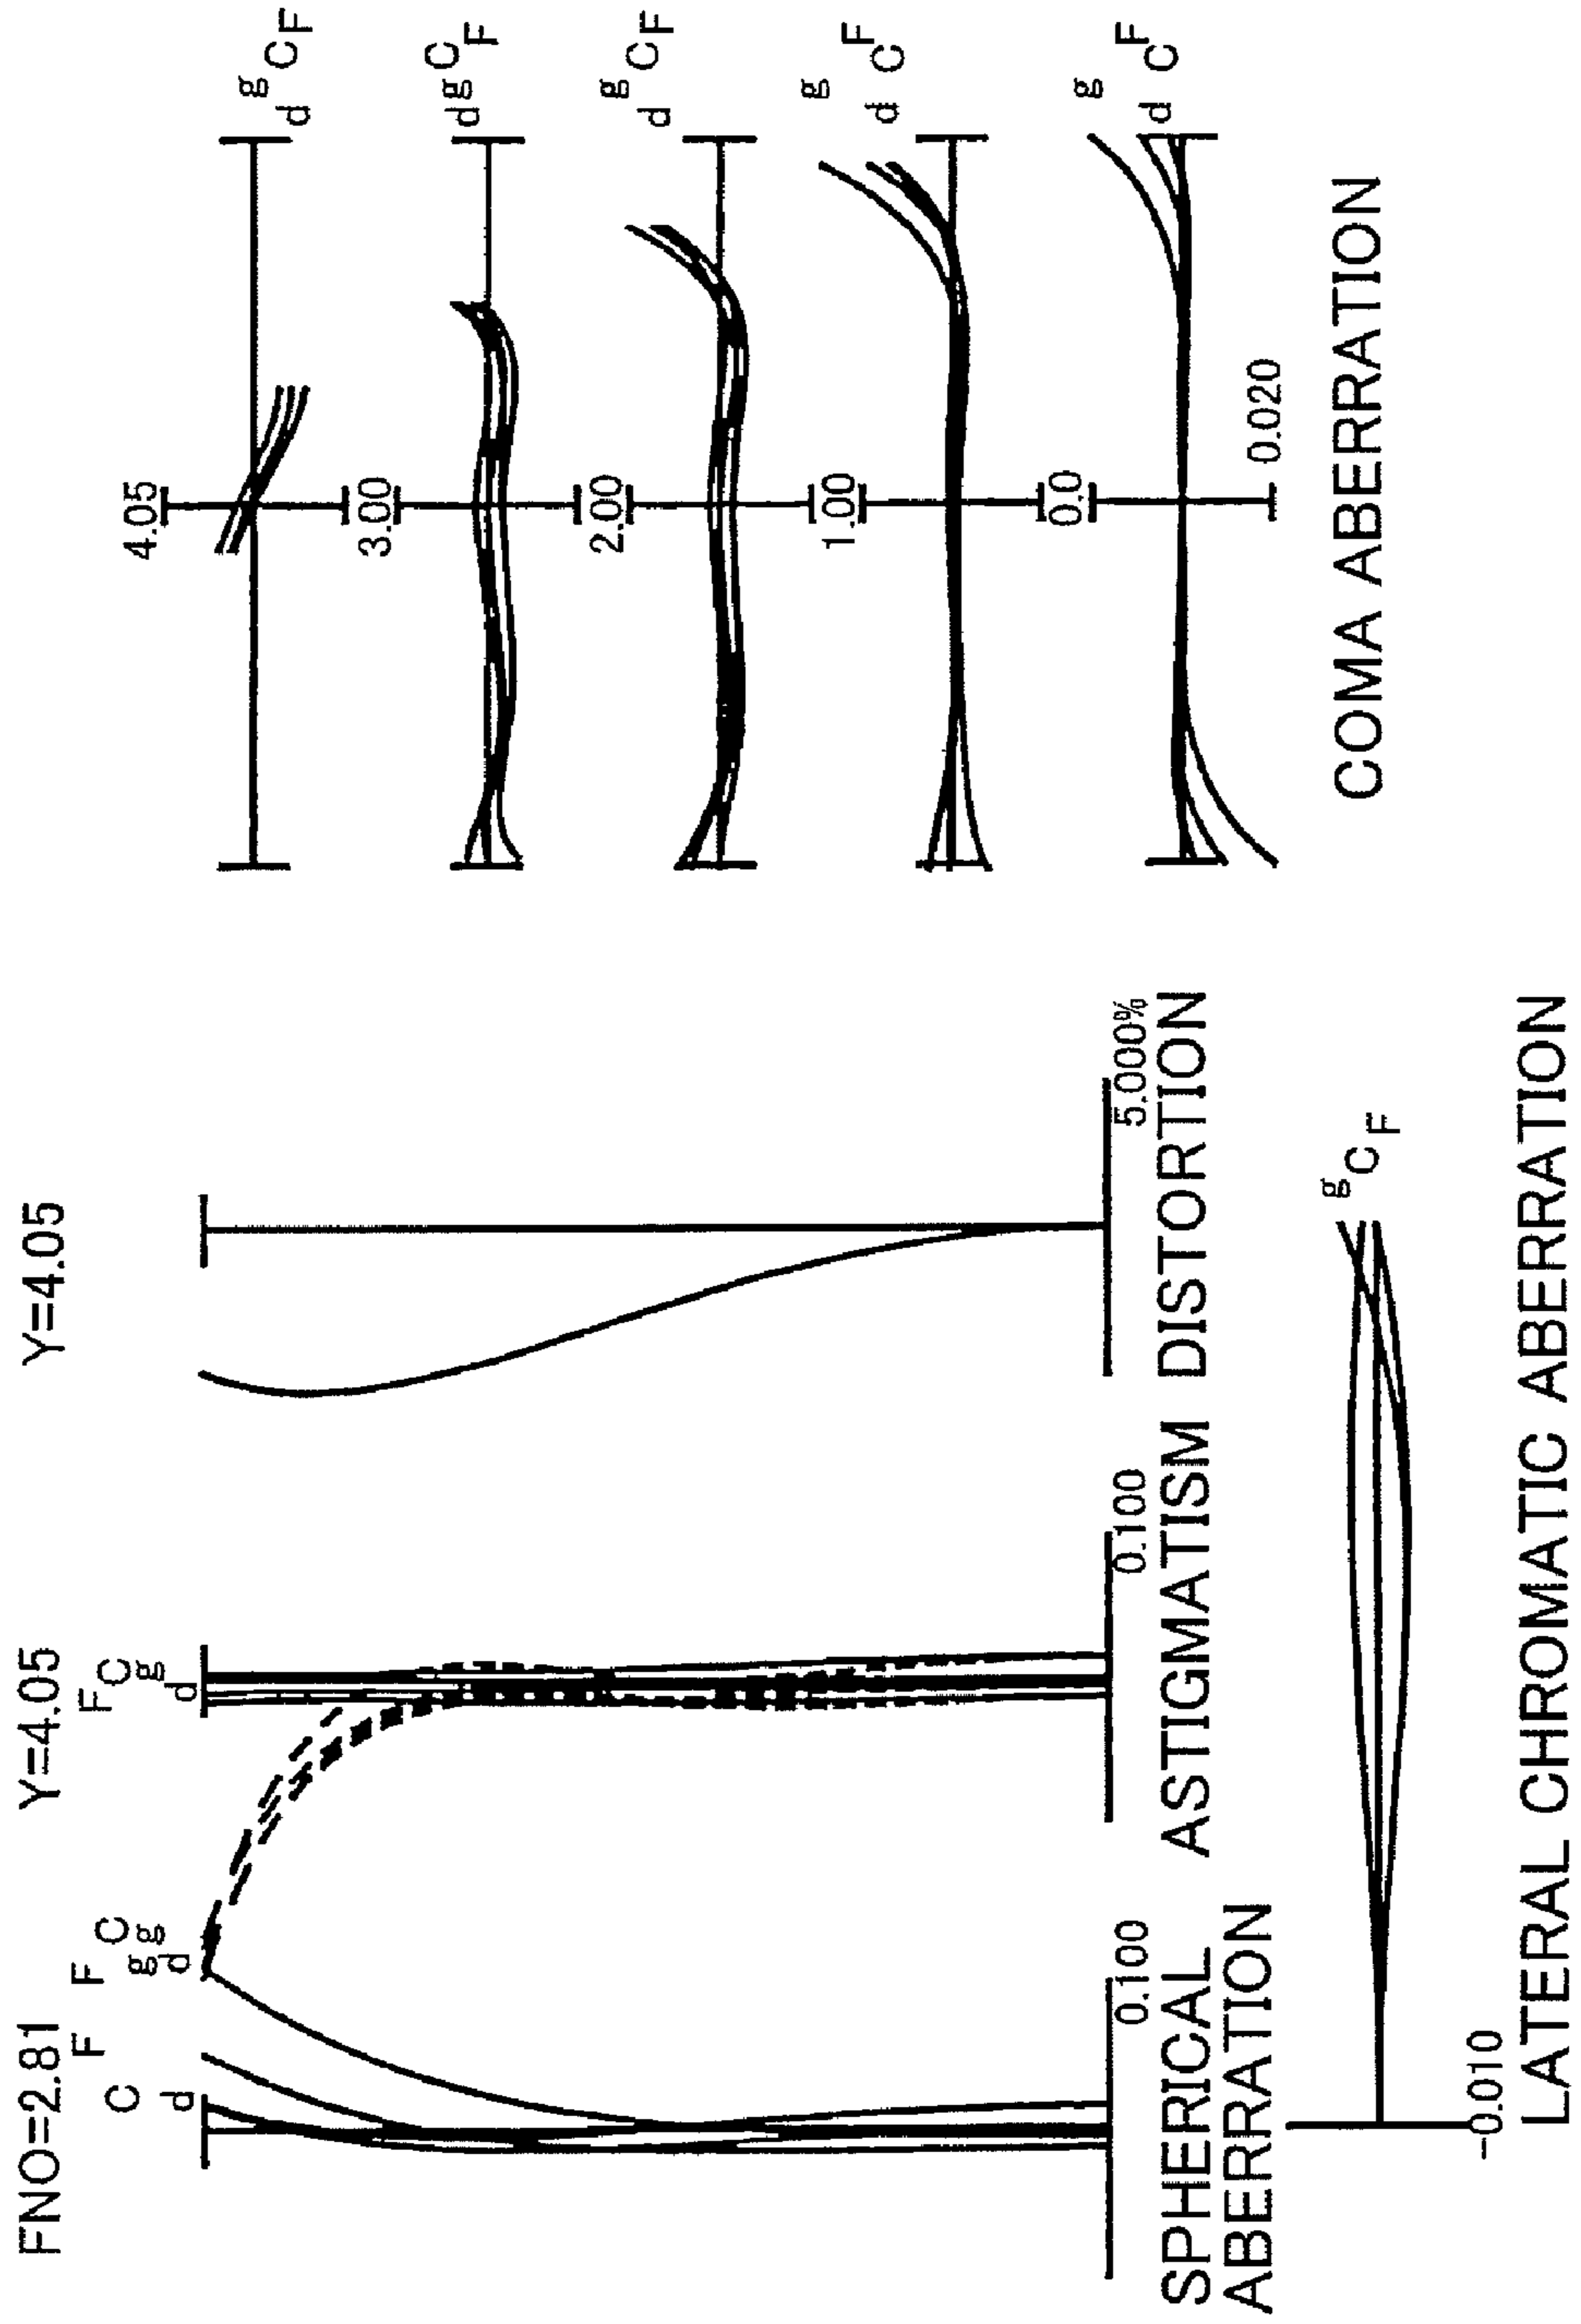 FNO=2.81
C
d
F
g
SPHERICAL
ABERRATION
0.100
Y=4.05
F
g
d
C
F
C
g
d
0.100
ASTIGMATISM
Y=4.05
5.000%
DISTORTION
g
C
F
-0.010
LATERAL CHROMATIC ABERRATION
4.05
d
g
C
F
3.00
d
g
C
F
2.00
d
g
C
F
1.00
d
g
C
F
0.0
d
g
C
F
0.020
COMA ABERRATION